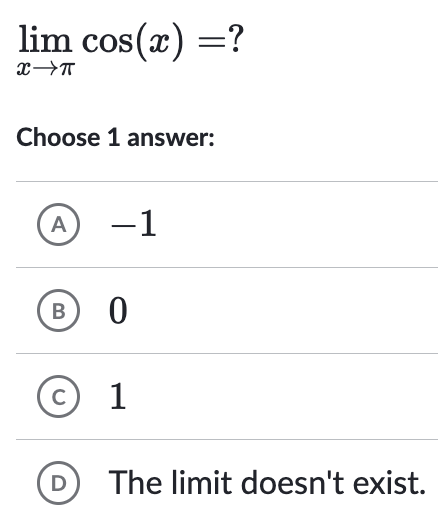 lim cos(x) =?
x→π
Choose 1 answer:
A −1
B 0
C 1
D The limit doesn't exist.